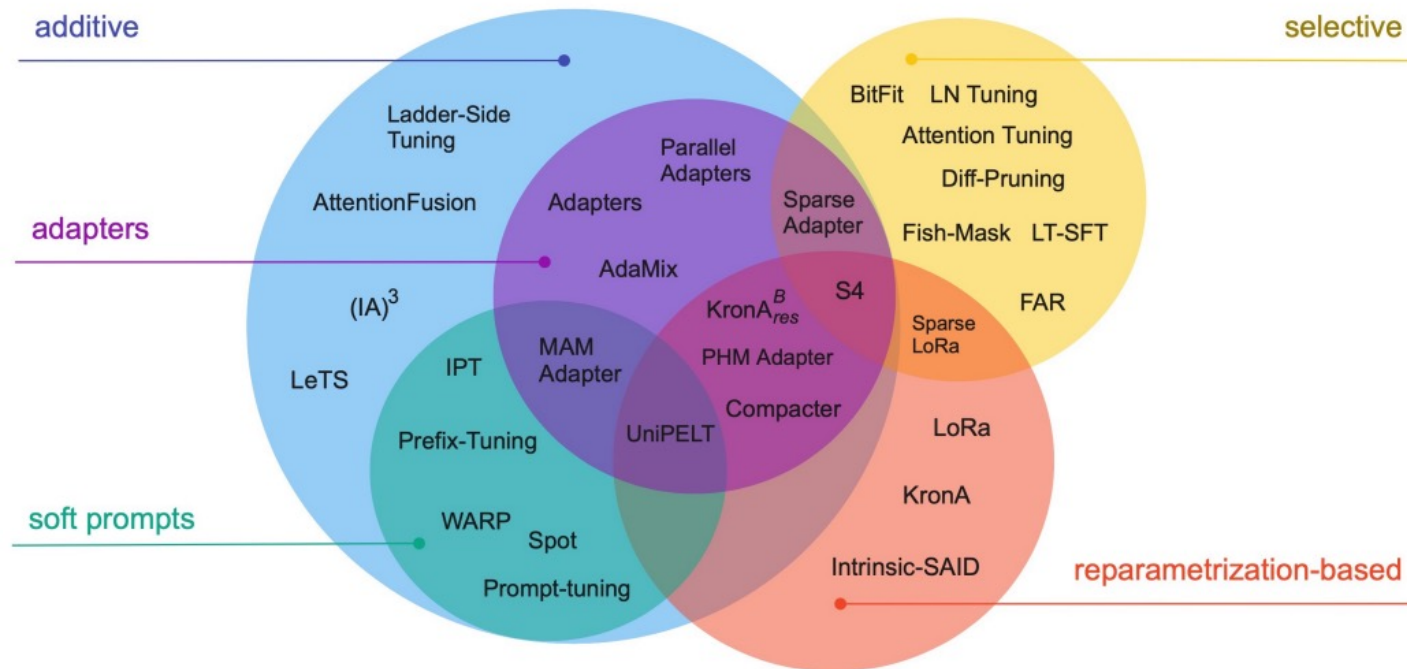 additive
selective
Ladder-Side
Tuning
BitFit
LN Tuning
Attention Tuning
Parallel
Adapters
Diff-Pruning
AttentionFusion
Adapters
Sparse
Adapter
adapters
Fish-Mask
LT-SFT
AdaMix
(IA)³
KronA^B_res
S4
FAR
MAM
Adapter
Sparse
LoRa
IPT
PHM Adapter
LeTS
Compacter
LoRa
Prefix-Tuning
UniPELT
KronA
soft prompts
WARP
Spot
Intrinsic-SAID
reparametrization-based
Prompt-tuning